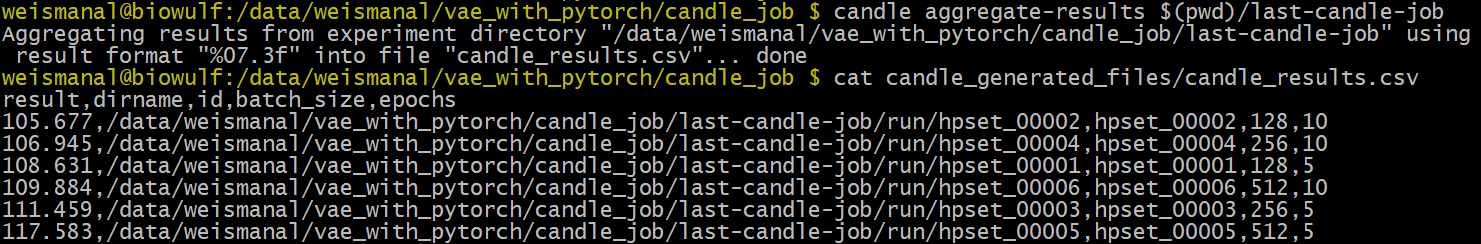 weismanal@biowulf:/data/weismanal/vae_with_pytorch/candle_job $ candle aggregate-results $(pwd)/last-candle-job
Aggregating results from experiment directory "/data/weismanal/vae_with_pytorch/candle_job/last-candle-job" using
 result format "%07.3f" into file "candle_results.csv"... done
weismanal@biowulf:/data/weismanal/vae_with_pytorch/candle_job $ cat candle_generated_files/candle_results.csv
result,dirname,id,batch_size,epochs
105.677,/data/weismanal/vae_with_pytorch/candle_job/last-candle-job/run/hpset_00002,hpset_00002,128,10
106.945,/data/weismanal/vae_with_pytorch/candle_job/last-candle-job/run/hpset_00004,hpset_00004,256,10
108.631,/data/weismanal/vae_with_pytorch/candle_job/last-candle-job/run/hpset_00001,hpset_00001,128,5
109.884,/data/weismanal/vae_with_pytorch/candle_job/last-candle-job/run/hpset_00006,hpset_00006,512,10
111.459,/data/weismanal/vae_with_pytorch/candle_job/last-candle-job/run/hpset_00003,hpset_00003,256,5
117.583,/data/weismanal/vae_with_pytorch/candle_job/last-candle-job/run/hpset_00005,hpset_00005,512,5